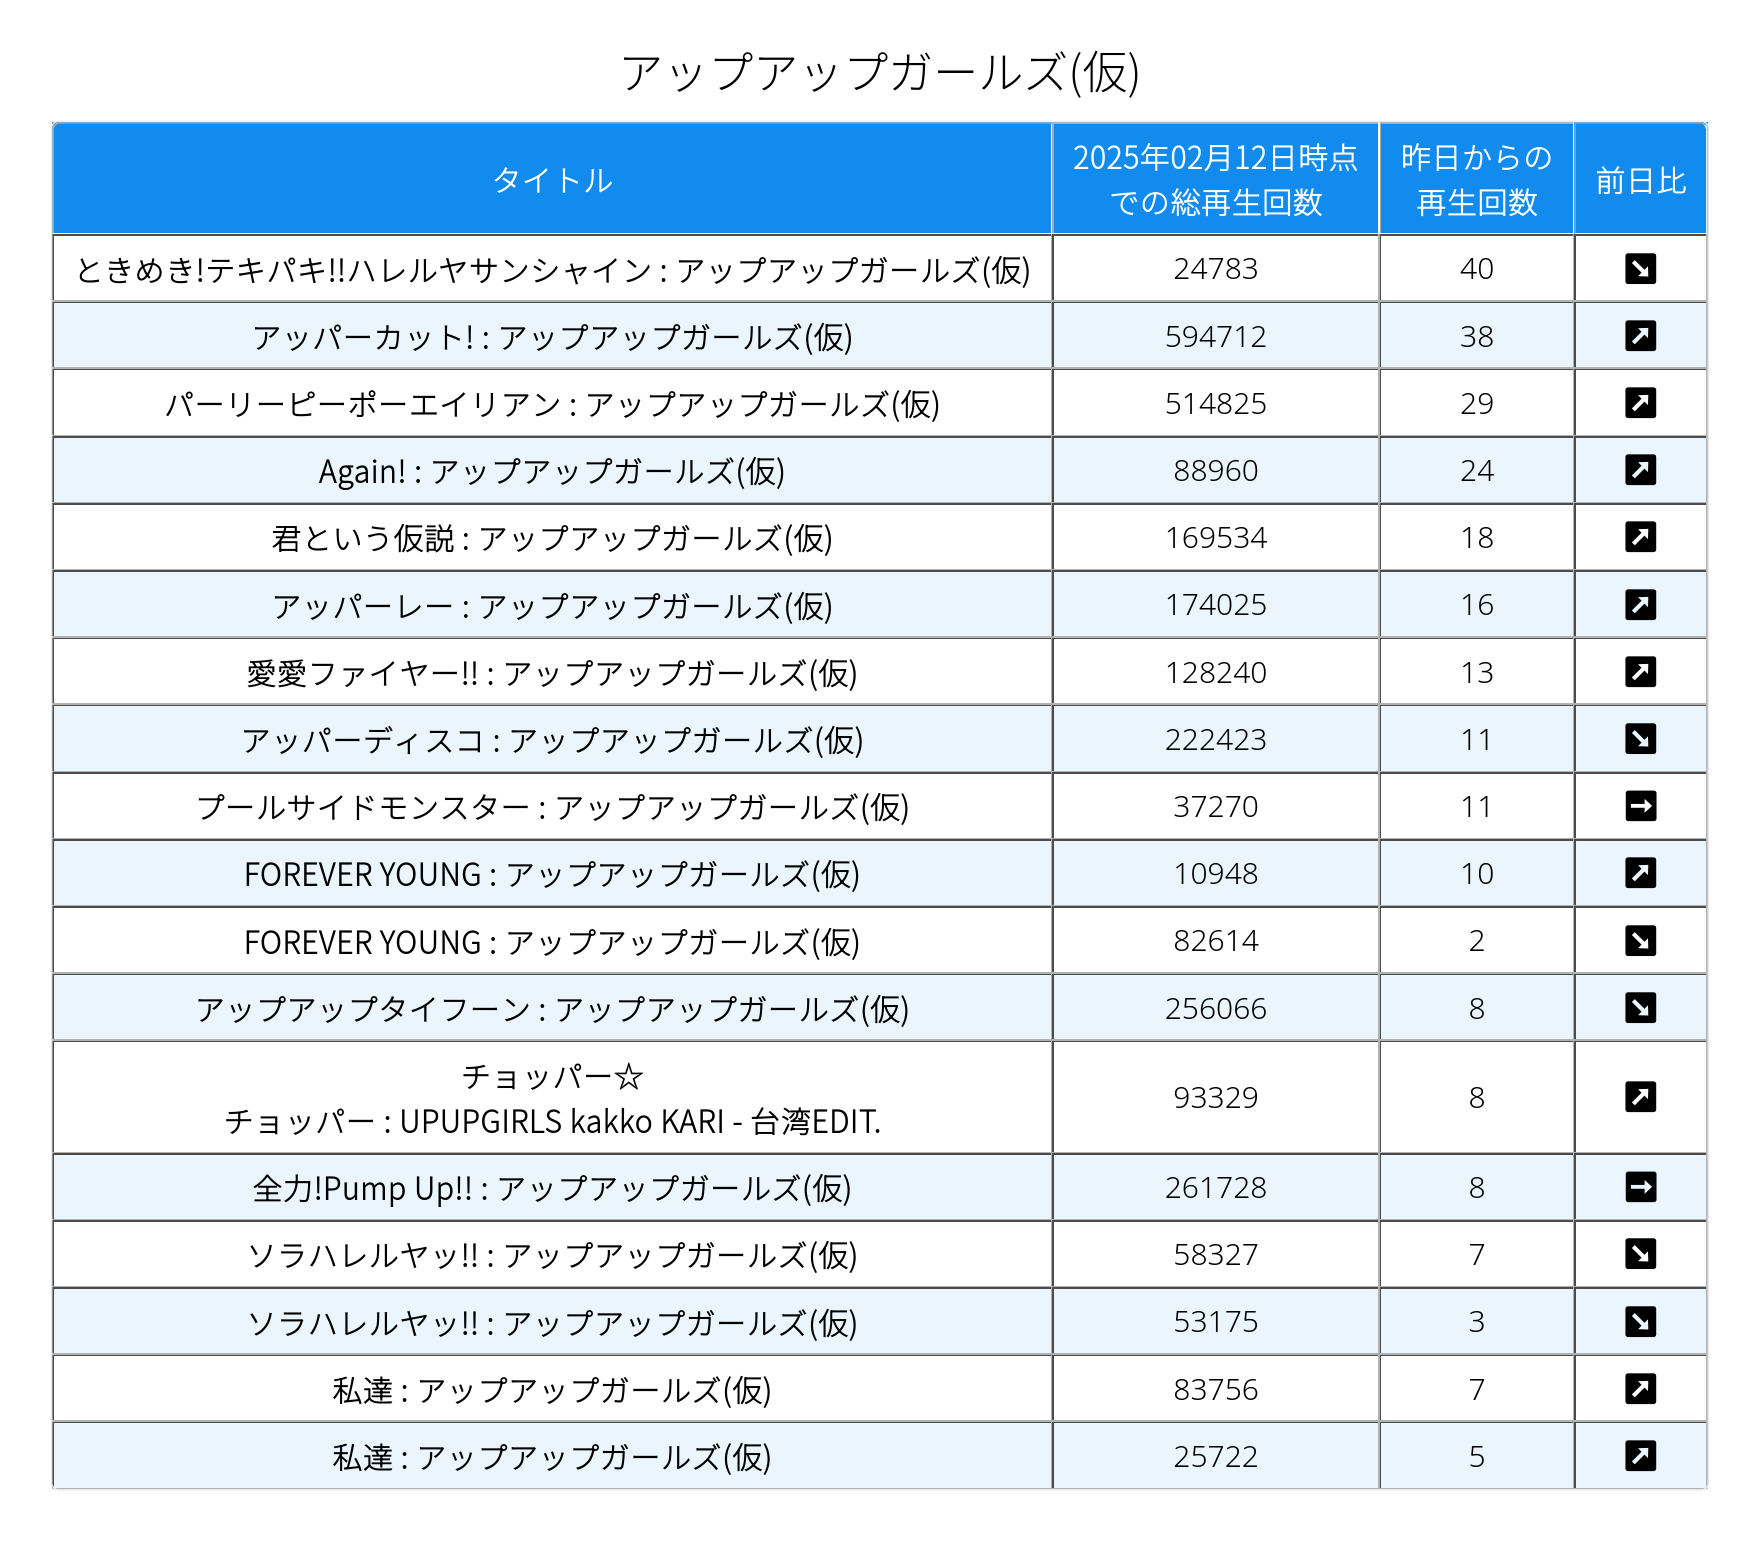 アップアップガールズ(仮)
タイトル 2025年02月12日時点での総再生回数 昨日からの再生回数 前日比
ときめき!テキパキ!!ハレルヤサンシャイン : アップアップガールズ(仮) 24783 40 ↘
アッパーカット! : アップアップガールズ(仮) 594712 38 ↗
パーリーピーポーエイリアン : アップアップガールズ(仮) 514825 29 ↗
Again! : アップアップガールズ(仮) 88960 24 ↗
君という仮説 : アップアップガールズ(仮) 169534 18 ↗
アッパーレー : アップアップガールズ(仮) 174025 16 ↗
愛愛ファイヤー!! : アップアップガールズ(仮) 128240 13 ↗
アッパーディスコ : アップアップガールズ(仮) 222423 11 ↘
プールサイドモンスター : アップアップガールズ(仮) 37270 11 →
FOREVER YOUNG : アップアップガールズ(仮) 10948 10 ↗
FOREVER YOUNG : アップアップガールズ(仮) 82614 2 ↘
アップアップタイフーン : アップアップガールズ(仮) 256066 8 ↘
チョッパー☆
チョッパー : UPUPGIRLS kakko KARI - 台湾EDIT. 93329 8 ↗
全力!Pump Up!! : アップアップガールズ(仮) 261728 8 →
ソラハレルヤッ!! : アップアップガールズ(仮) 58327 7 ↘
ソラハレルヤッ!! : アップアップガールズ(仮) 53175 3 ↘
私達 : アップアップガールズ(仮) 83756 7 ↗
私達 : アップアップガールズ(仮) 25722 5 ↗